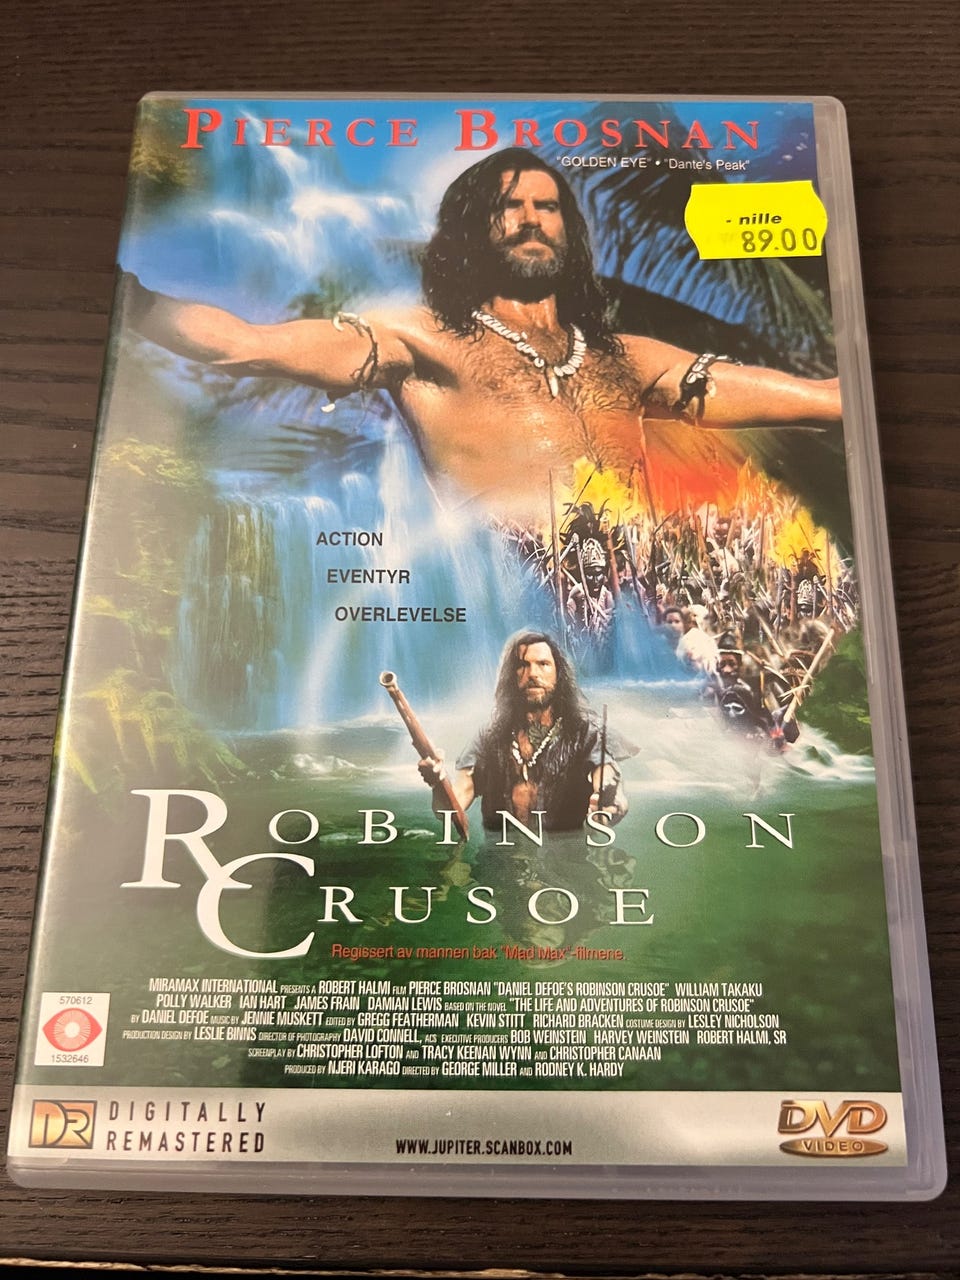 PIERCE BROSNAN
"GOLDEN EYE" • "Dante's Peak"
- nille
89.00
ACTION
EVENTYR
OVERLEVELSE
ROBINSON
CRUSOE
Regissert av mannen bak "Mad Max"-filmene.
MIRAMAX INTERNATIONAL PRESENTS A ROBERT HALMI FILM PIERCE BROSNAN "DANIEL DEFOE'S ROBINSON CRUSOE" WILLIAM TAKAKU
POLLY WALKER IAN HART JAMES FRAIN DAMIAN LEWIS BASED ON THE NOVEL "THE LIFE AND ADVENTURES OF ROBINSON CRUSOE"
BY DANIEL DEFOE MUSIC BY JENNIE MUSKETT EDITED BY GREGG FEATHERMAN KEVIN STITT RICHARD BRACKEN COSTUME DESIGN BY LESLEY NICHOLSON
PRODUCTION DESIGN BY LESLIE BINNS DIRECTOR OF PHOTOGRAPHY DAVID CONNELL, ACS EXECUTIVE PRODUCERS BOB WEINSTEIN HARVEY WEINSTEIN ROBERT HALMI, SR
SCREENPLAY BY CHRISTOPHER LOFTON AND TRACY KEENAN WYNN AND CHRISTOPHER CANAAN
PRODUCED BY NJERI KARAGO DIRECTED BY GEORGE MILLER AND RODNEY K. HARDY
570612
1532646
DR
DIGITALLY
REMASTERED
WWW.JUPITER.SCANBOX.COM
DVD
VIDEO